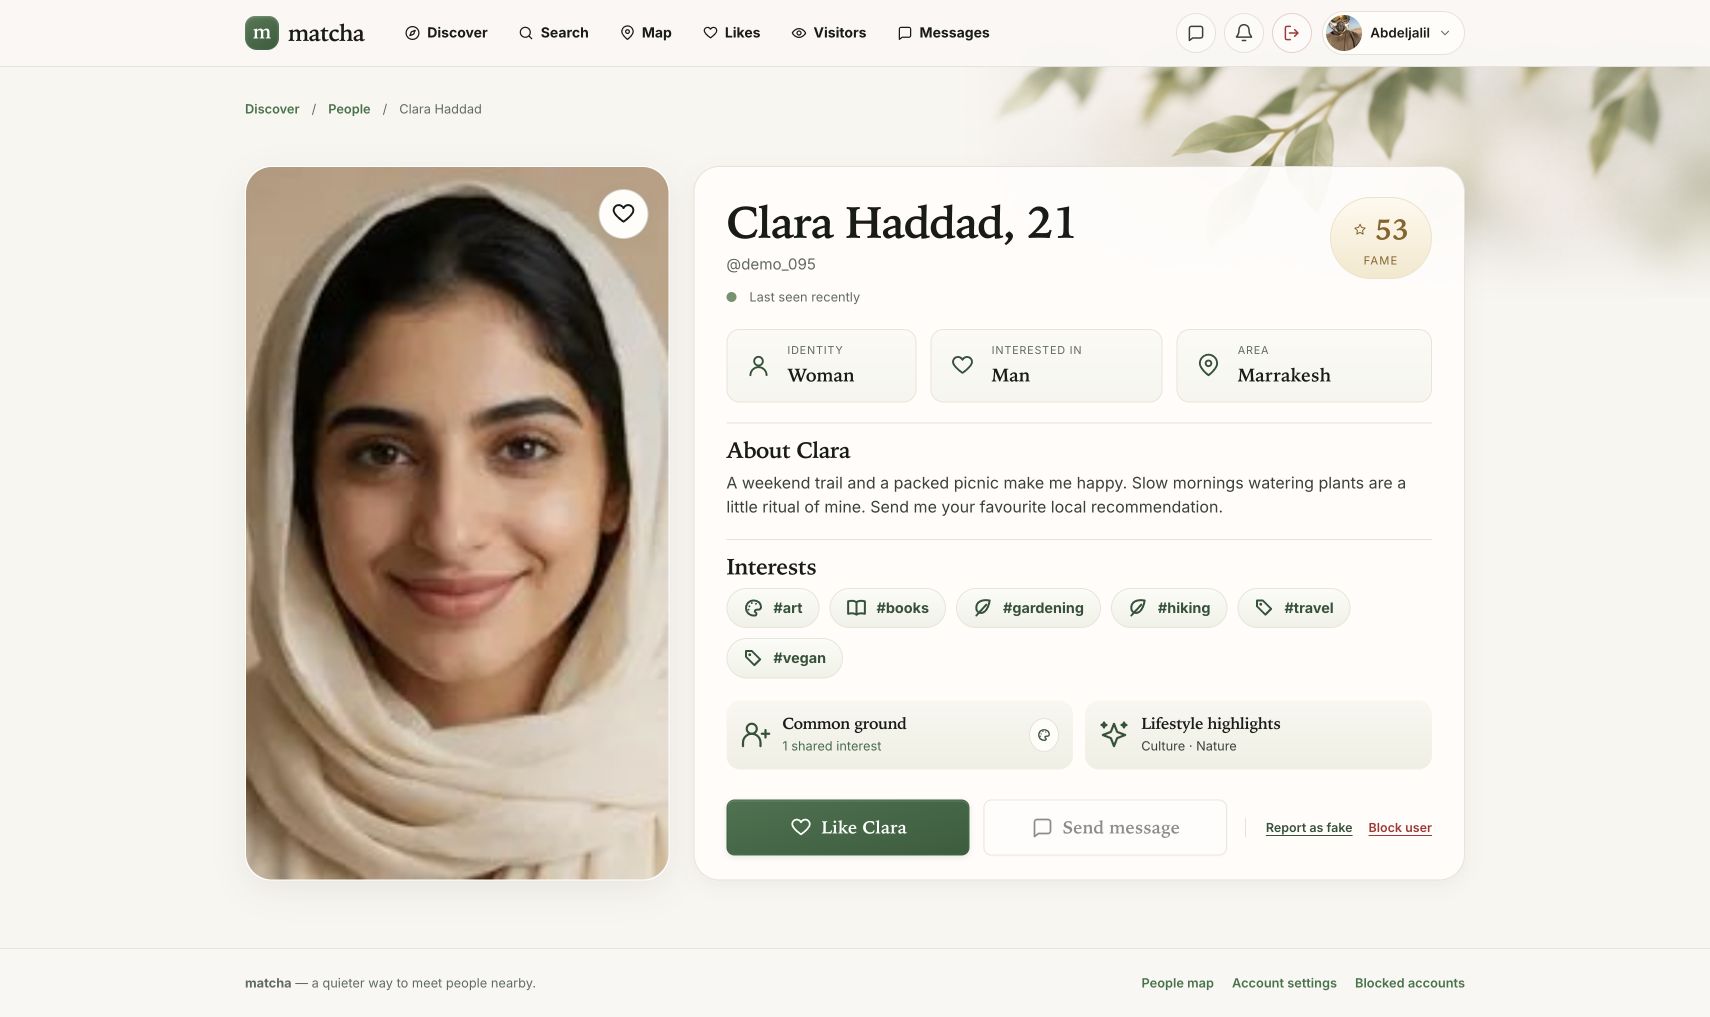 m matcha Discover Search Map Likes Visitors Messages Abdeljalil
Discover / People / Clara Haddad
Clara Haddad, 21
53
FAME
@demo_095
Last seen recently
IDENTITY
Woman
INTERESTED IN
Man
AREA
Marrakesh
About Clara
A weekend trail and a packed picnic make me happy. Slow mornings watering plants are a
little ritual of mine. Send me your favourite local recommendation.
Interests
#art #books #gardening #hiking #travel
#vegan
Common ground
1 shared interest
Lifestyle highlights
Culture · Nature
Like Clara Send message Report as fake Block user
matcha — a quieter way to meet people nearby. People map Account settings Blocked accounts